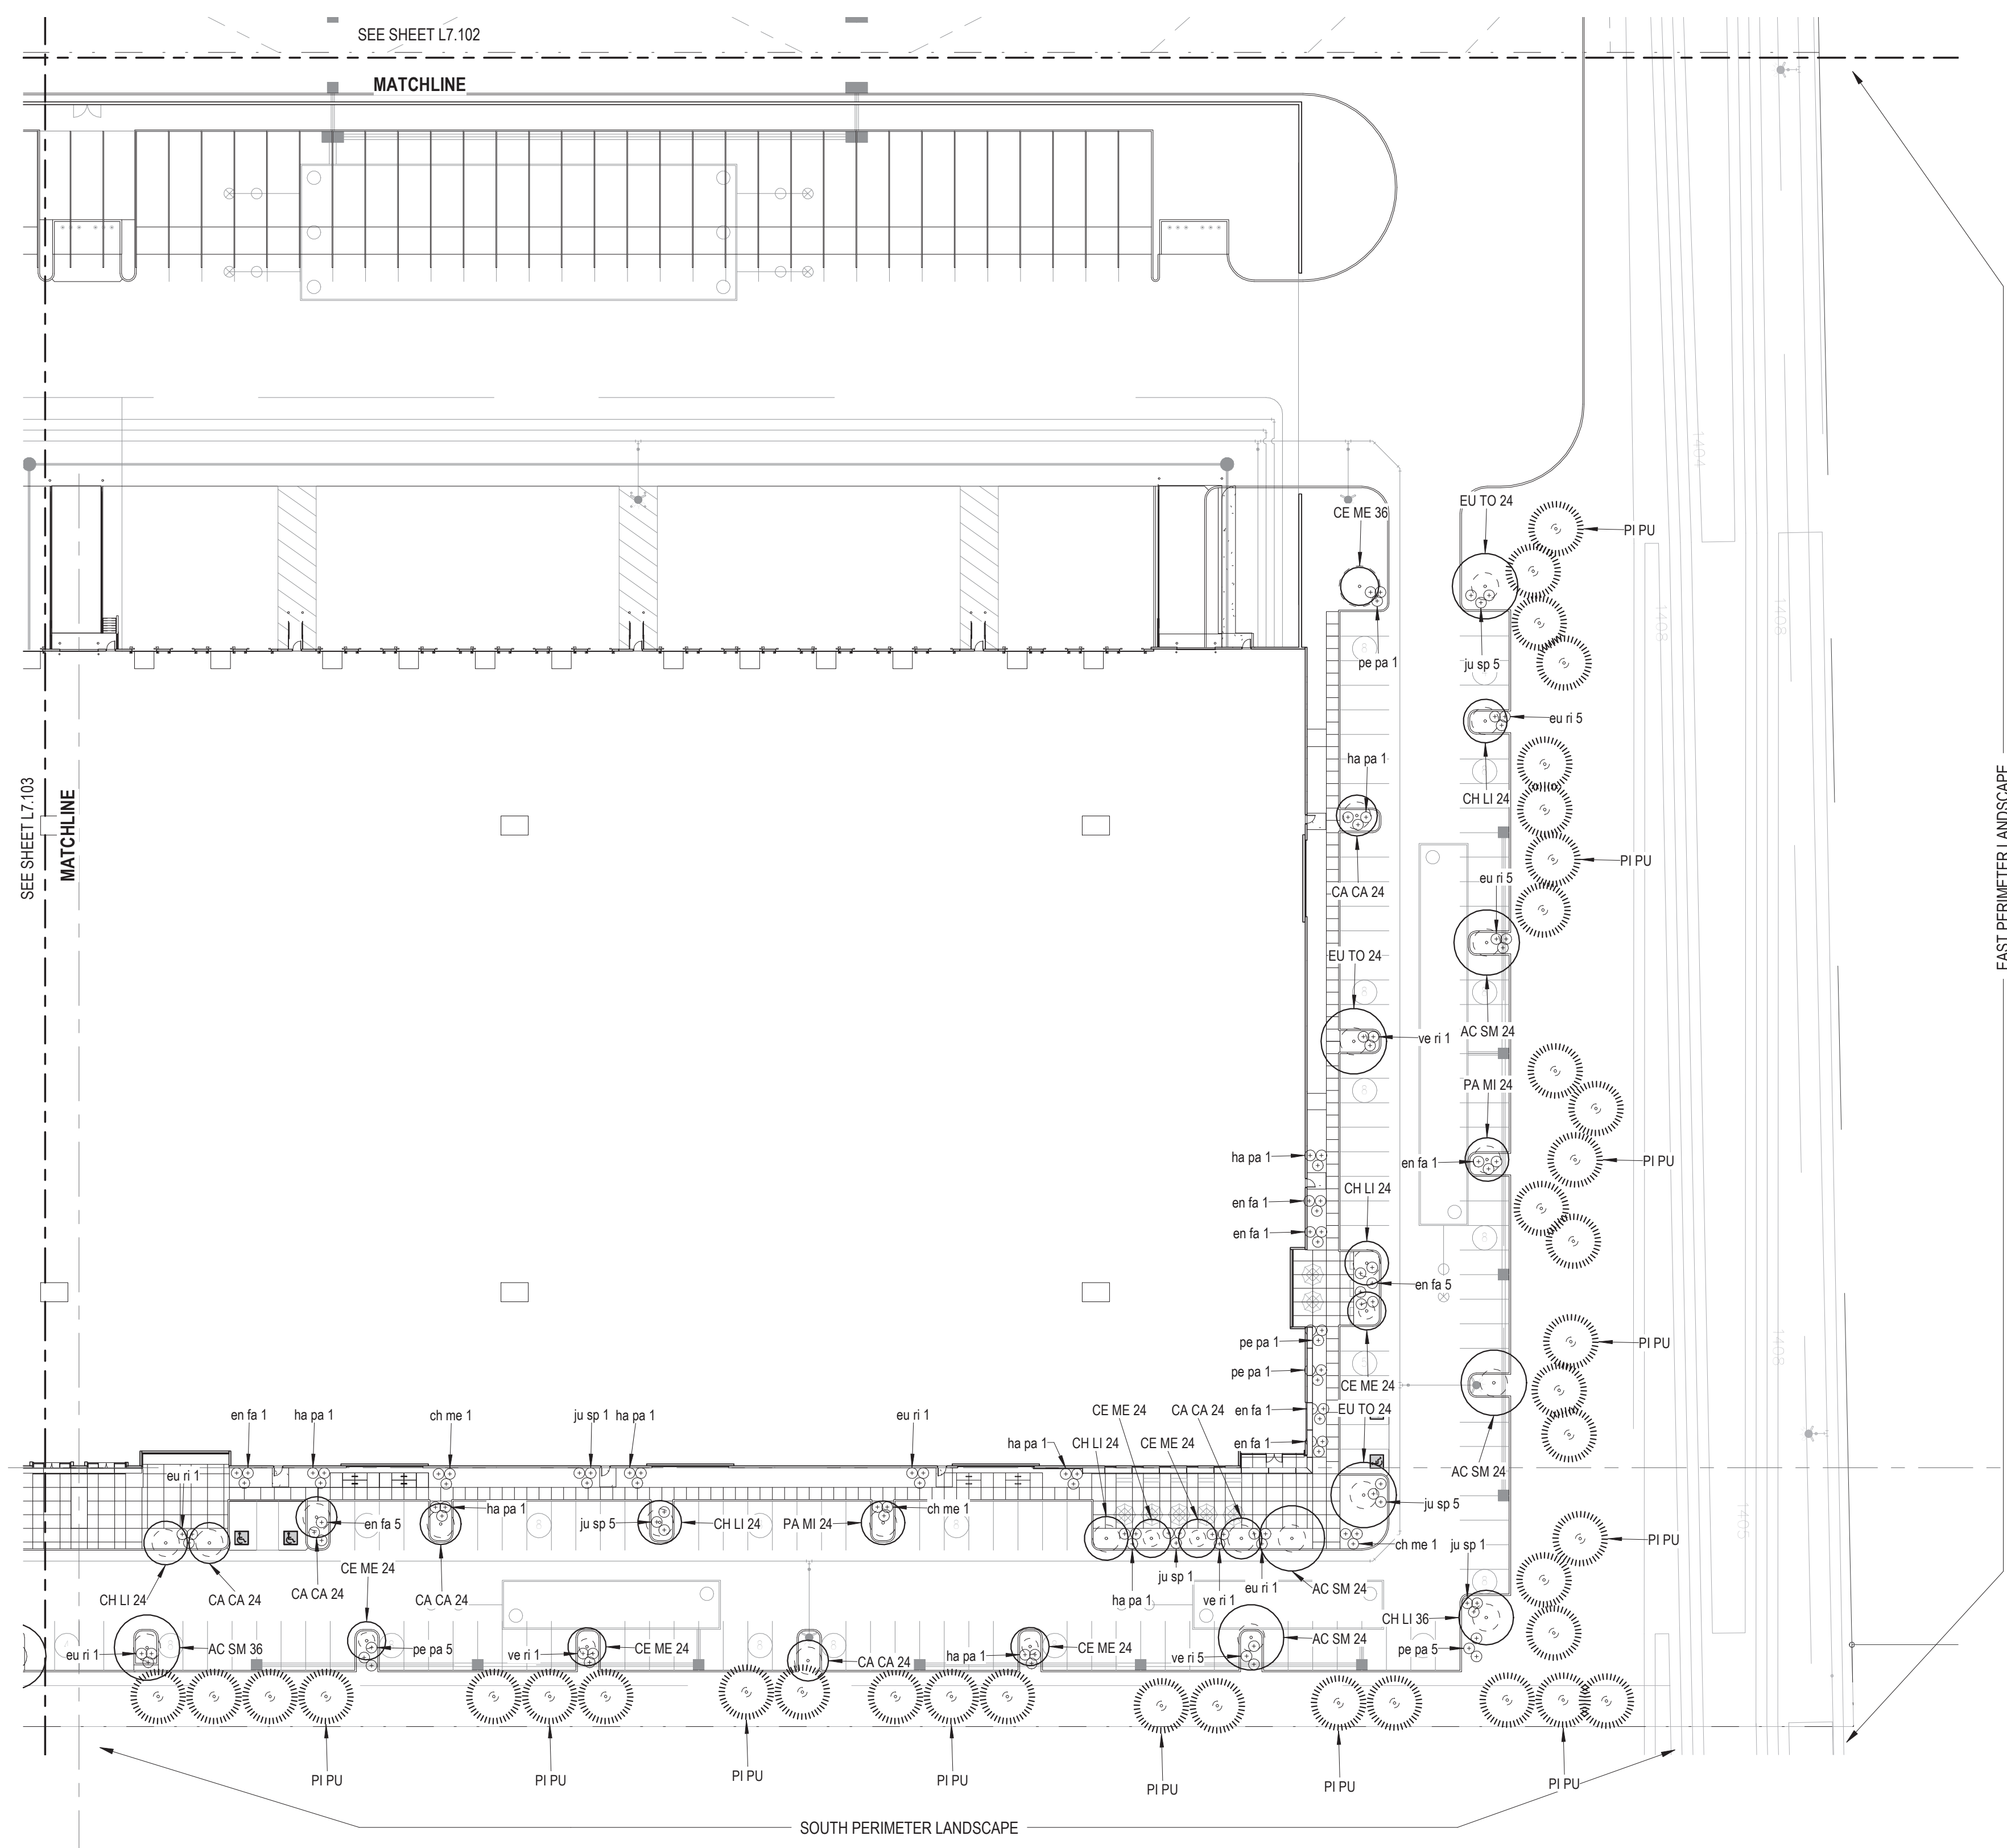 SEE SHEET L7.102
MATCHLINE
1404
EU TO 24
CE ME 36
PI PU
1408
1408
pe pa 1
ju sp 5
eu ri 5
ha pa 1
SEE SHEET L7.103
MATCHLINE
CH LI 24
EAST PERIMETER LANDSCAPE
PI PU
eu ri 5
CA CA 24
EU TO 24
AC SM 24
ve ri 1
PA MI 24
ha pa 1
en fa 1
PI PU
CH LI 24
en fa 1
en fa 1
en fa 5
pe pa 1
PI PU
1408
pe pa 1
CE ME 24
en fa 1
ha pa 1
ch me 1
ju sp 1
ha pa 1
eu ri 1
CE ME 24
CA CA 24
en fa 1
EU TO 24
ha pa 1
CH LI 24
CE ME 24
en fa 1
AC SM 24
eu ri 1
ha pa 1
ch me 1
ju sp 5
en fa 5
ju sp 5
CH LI 24
PA MI 24
ch me 1
ju sp 1
PI PU
CE ME 24
ju sp 1
CH LI 24
CA CA 24
CA CA 24
CA CA 24
ha pa 1
ve ri 1
eu ri 1
AC SM 24
CH LI 36
eu ri 1
AC SM 36
pe pa 5
ve ri 1
CE ME 24
CA CA 24
ha pa 1
CE ME 24
ve ri 5
AC SM 24
pe pa 5
PI PU
PI PU
PI PU
PI PU
PI PU
PI PU
PI PU
SOUTH PERIMETER LANDSCAPE